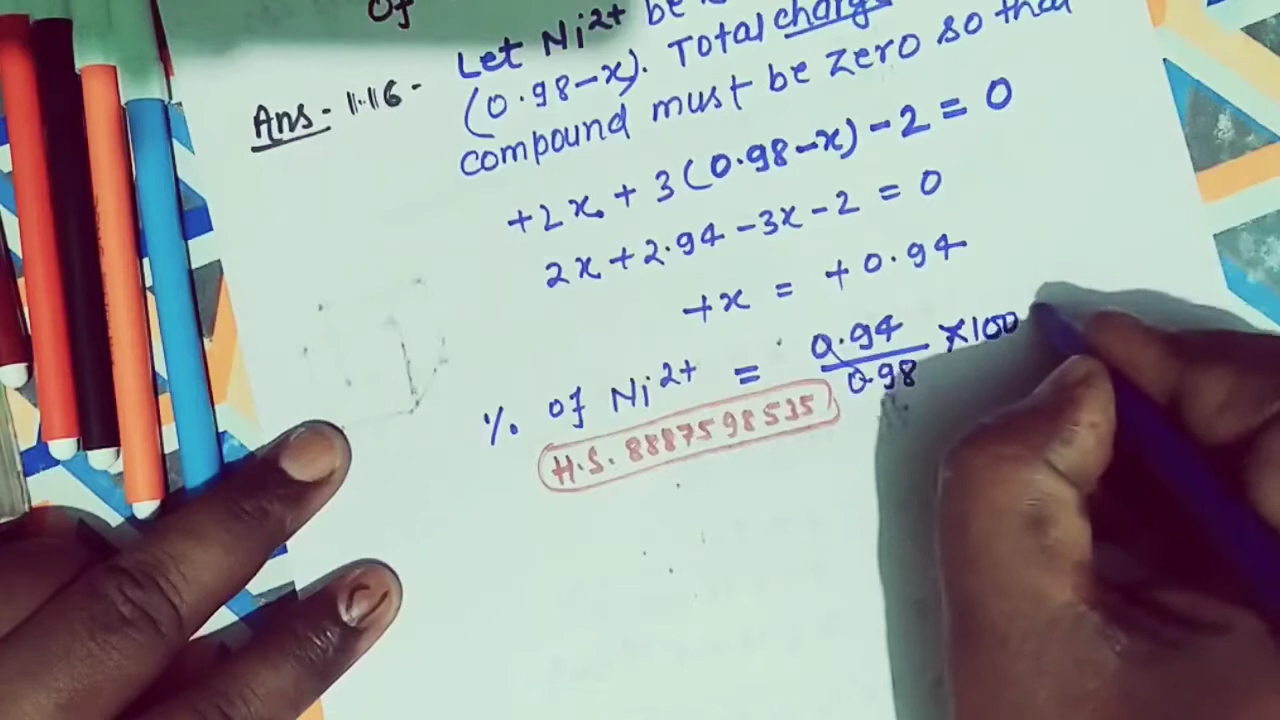 Of
Ans - 1.16 - Let Ni²⁺ be
(0.98-x). Total charge
compound must be zero so that
+2x + 3(0.98-x) - 2 = 0
2x + 2.94 - 3x - 2 = 0
+x = +0.94
% of Ni²⁺ = 0.94/0.98 × 100
H.S. 8887598535